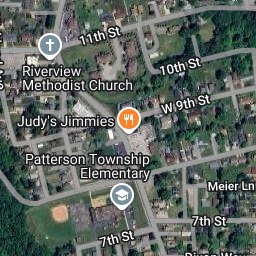 11th St
10th St
Riverview
Methodist Church
W 9th St
Judy's Jimmies
Patterson Township
Elementary
Meier Ln
7th St
7th St